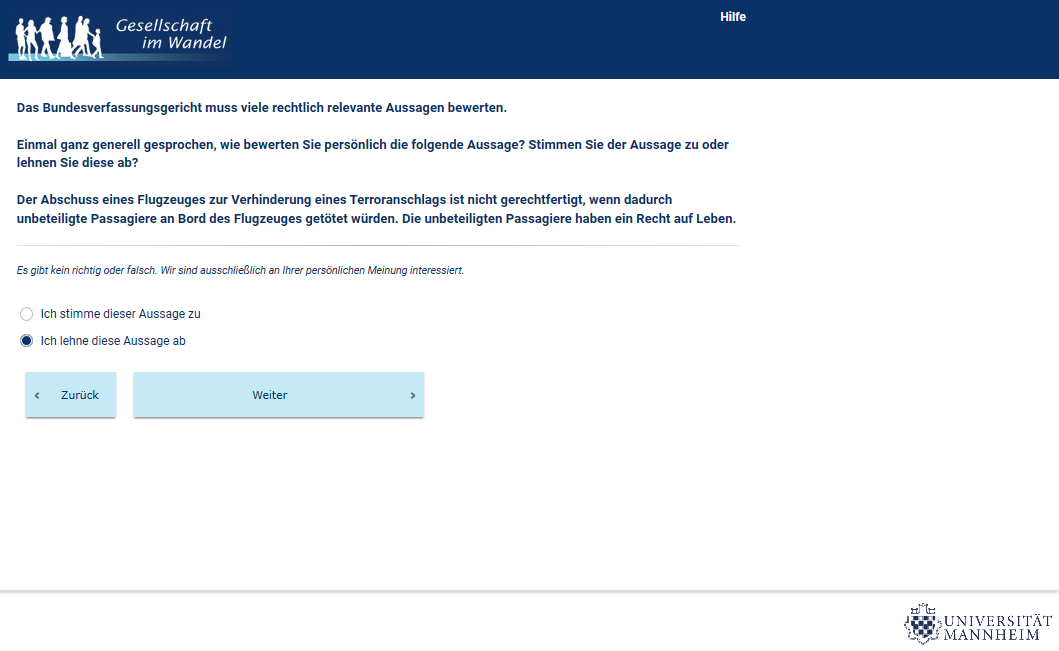 Gesellschaft
im Wandel
Hilfe
Das Bundesverfassungsgericht muss viele rechtlich relevante Aussagen bewerten.
Einmal ganz generell gesprochen, wie bewerten Sie persönlich die folgende Aussage? Stimmen Sie der Aussage zu oder
lehnen Sie diese ab?
Der Abschuss eines Flugzeuges zur Verhinderung eines Terroranschlags ist nicht gerechtfertigt, wenn dadurch
unbeteiligte Passagiere an Bord des Flugzeuges getötet würden. Die unbeteiligten Passagiere haben ein Recht auf Leben.
Es gibt kein richtig oder falsch. Wir sind ausschließlich an Ihrer persönlichen Meinung interessiert.
Ich stimme dieser Aussage zu
Ich lehne diese Aussage ab
‹ Zurück
Weiter ›
UNIVERSITÄT
MANNHEIM